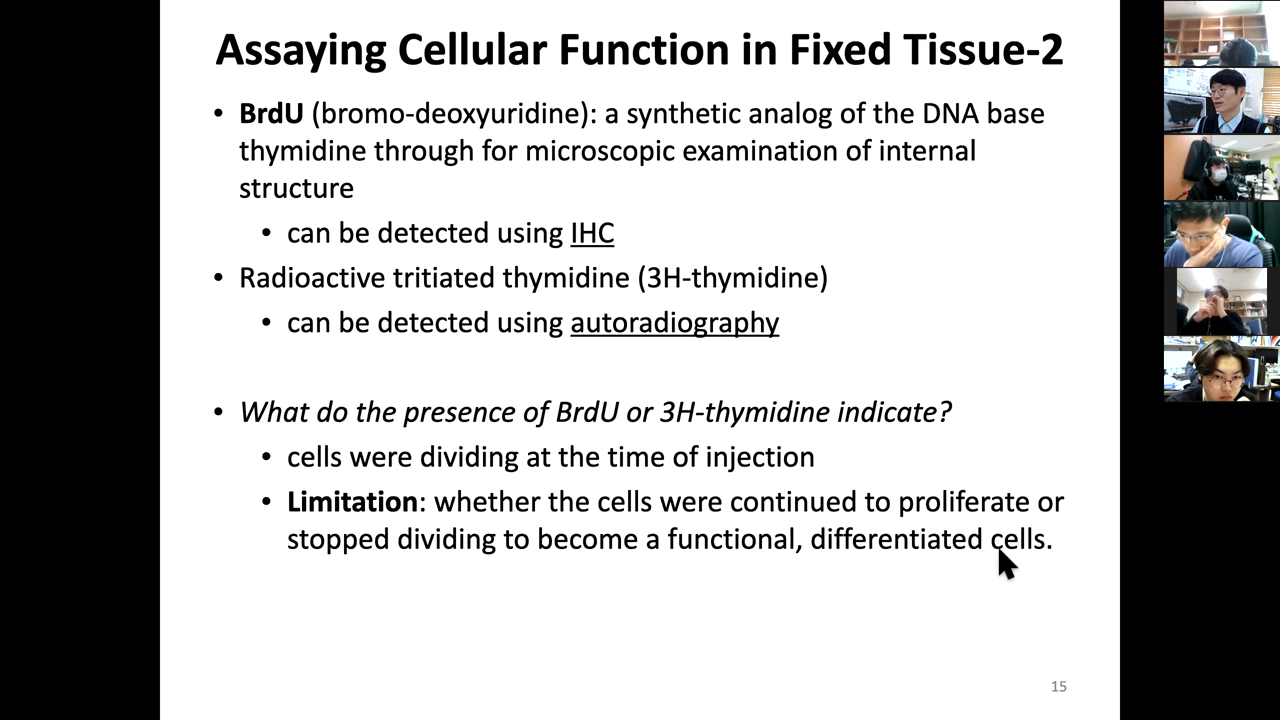 Assaying Cellular Function in Fixed Tissue-2
• BrdU (bromo-deoxyuridine): a synthetic analog of the DNA base
thymidine through for microscopic examination of internal
structure
• can be detected using IHC
• Radioactive tritiated thymidine (3H-thymidine)
• can be detected using autoradiography
• What do the presence of BrdU or 3H-thymidine indicate?
• cells were dividing at the time of injection
• Limitation: whether the cells were continued to proliferate or
stopped dividing to become a functional, differentiated cells.
15